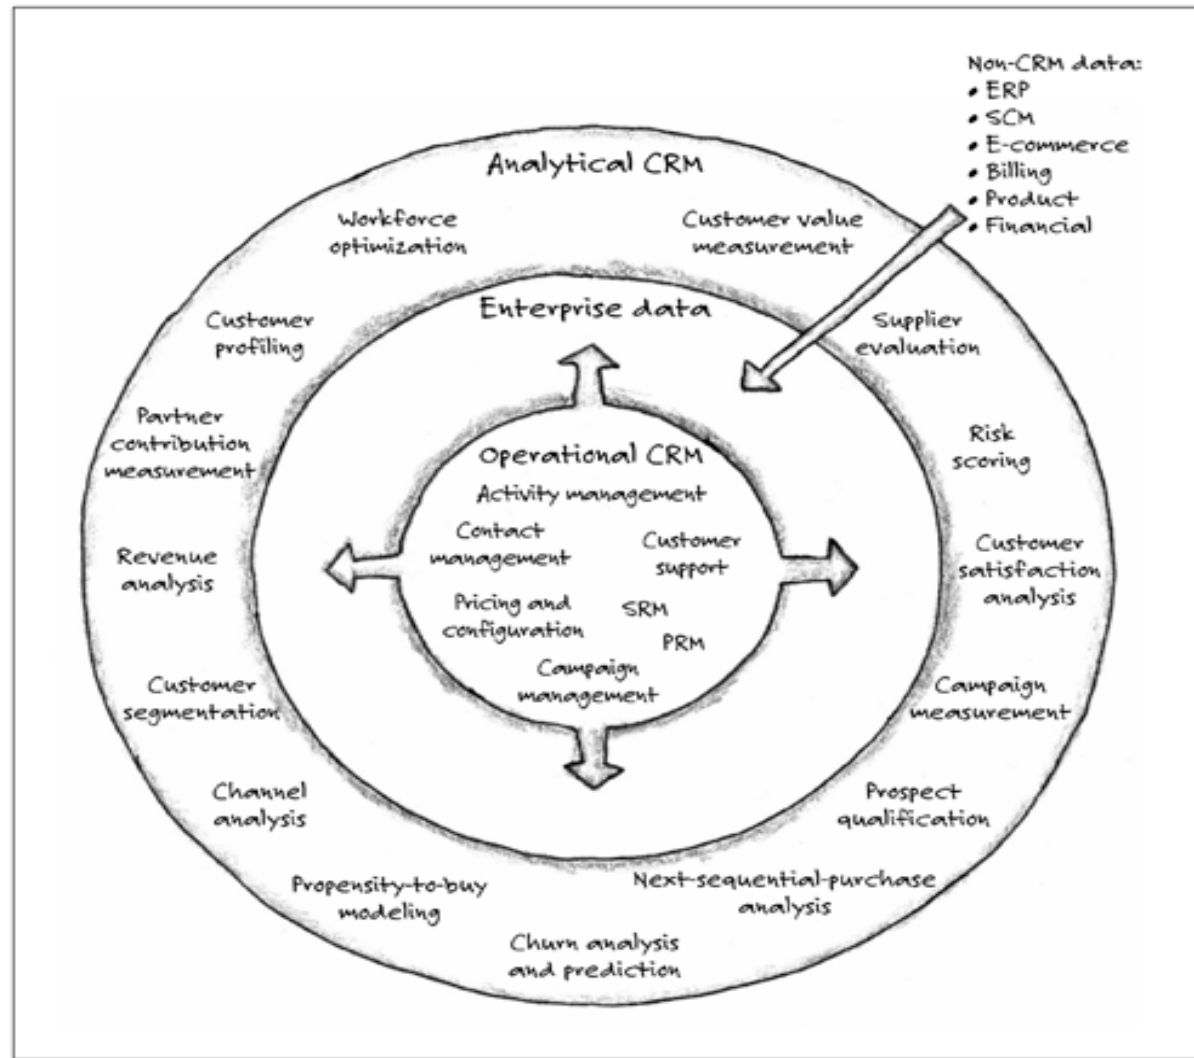 Non-CRM data:
• ERP
• SCM
• E-commerce
• Billing
• Product
• Financial
Analytical CRM
Workforce
optimization
Customer value
measurement
Customer
profiling
Supplier
evaluation
Partner
contribution
measurement
Risk
scoring
Revenue
analysis
Customer
satisfaction
analysis
Customer
segmentation
Campaign
measurement
Channel
analysis
Prospect
qualification
Propensity-to-buy
modeling
Next-sequential-purchase
analysis
Churn analysis
and prediction
Enterprise data
Operational CRM
Activity management
Contact
management
Customer
support
Pricing and
configuration
SRM
PRM
Campaign
management